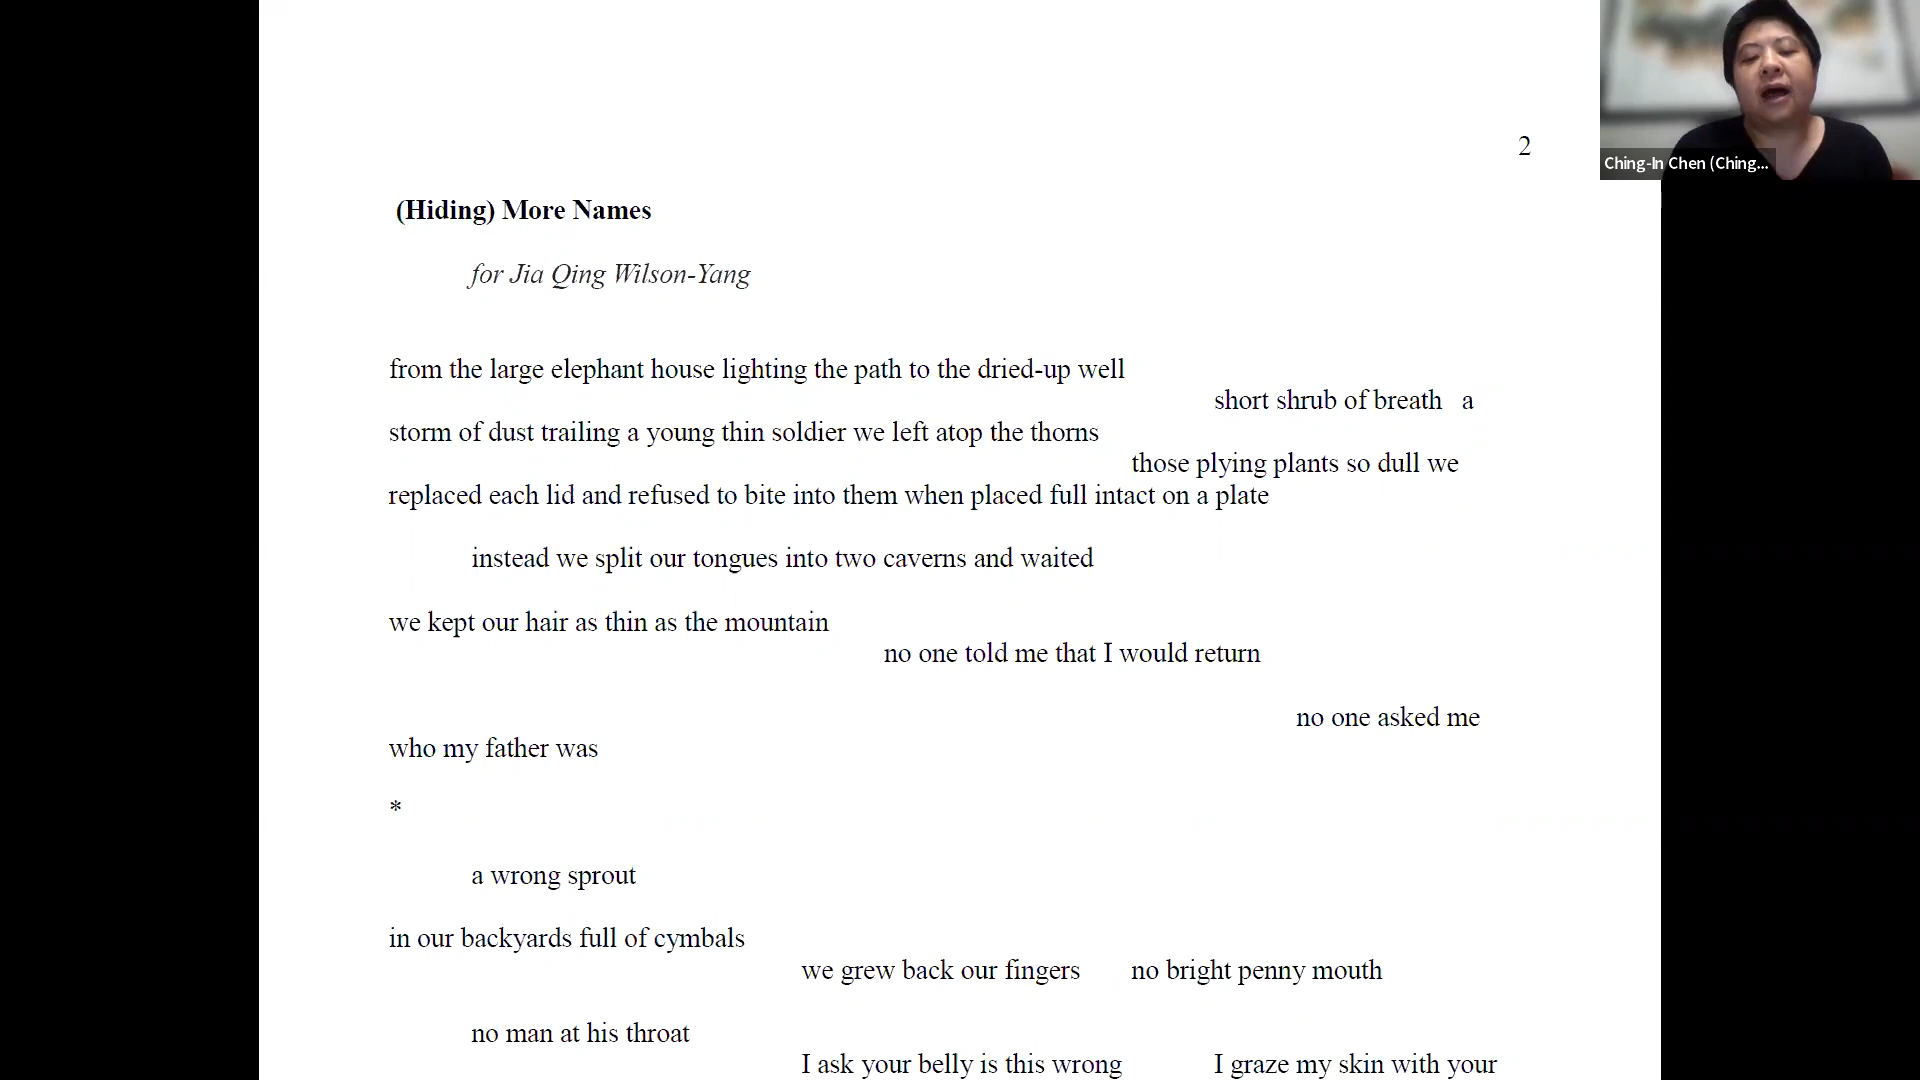 Ching-In Chen (Ching...
2
(Hiding) More Names
for Jia Qing Wilson-Yang
from the large elephant house lighting the path to the dried-up well
short shrub of breath a
storm of dust trailing a young thin soldier we left atop the thorns
those plying plants so dull we
replaced each lid and refused to bite into them when placed full intact on a plate
instead we split our tongues into two caverns and waited
we kept our hair as thin as the mountain
no one told me that I would return
no one asked me
who my father was
*
a wrong sprout
in our backyards full of cymbals
we grew back our fingers no bright penny mouth
no man at his throat
I ask your belly is this wrong I graze my skin with your